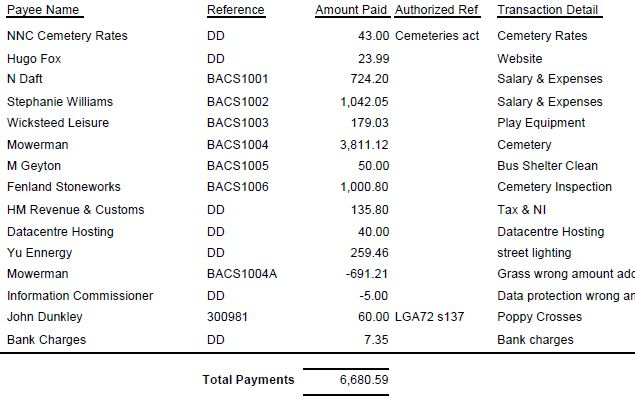 Payee Name Reference Amount Paid Authorized Ref Transaction Detail
NNC Cemetery Rates DD 43.00 Cemeteries act Cemetery Rates
Hugo Fox DD 23.99 Website
N Daft BACS1001 724.20 Salary & Expenses
Stephanie Williams BACS1002 1,042.05 Salary & Expenses
Wicksteed Leisure BACS1003 179.03 Play Equipment
Mowerman BACS1004 3,811.12 Cemetery
M Geyton BACS1005 50.00 Bus Shelter Clean
Fenland Stoneworks BACS1006 1,000.80 Cemetery Inspection
HM Revenue & Customs DD 135.80 Tax & NI
Datacentre Hosting DD 40.00 Datacentre Hosting
Yu Ennergy DD 259.46 street lighting
Mowerman BACS1004A -691.21 Grass wrong amount
Information Commissioner DD -5.00 Data protection wrong
John Dunkley 300981 60.00 LGA72 s137 Poppy Crosses
Bank Charges DD 7.35 Bank charges
Total Payments 6,680.59